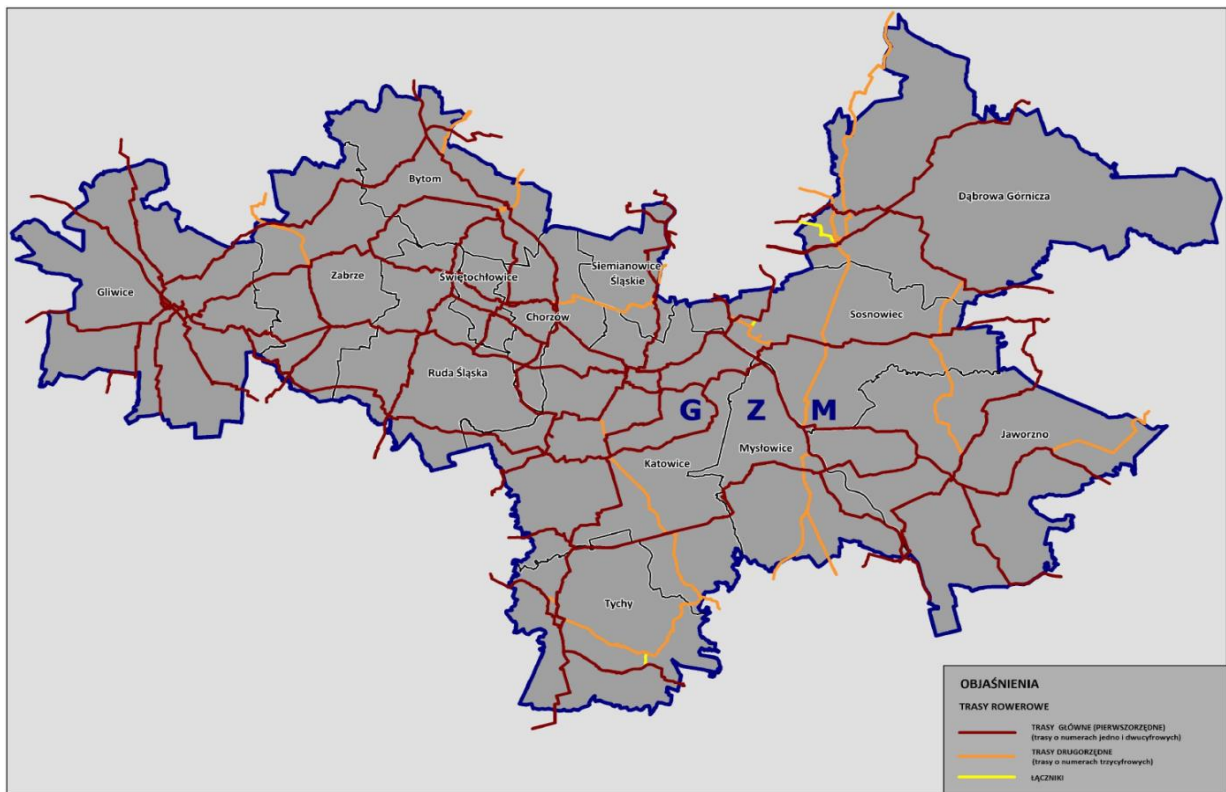 Dąbrowa Górnicza
Bytom
Siemianowice
Śląskie
Zabrze
Świętochłowice
Gliwice
Chorzów
Sosnowiec
Ruda Śląska
G Z M
Jaworzno
Mysłowice
Katowice
Tychy
OBJAŚNIENIA
TRASY ROWEROWE
TRASY GŁÓWNE (PIERWSZORZĘDNE)
(trasy o numerach jedno i dwucyfrowych)
TRASY DRUGORZĘDNE
(trasy o numerach trzycyfrowych)
ŁĄCZNIKI